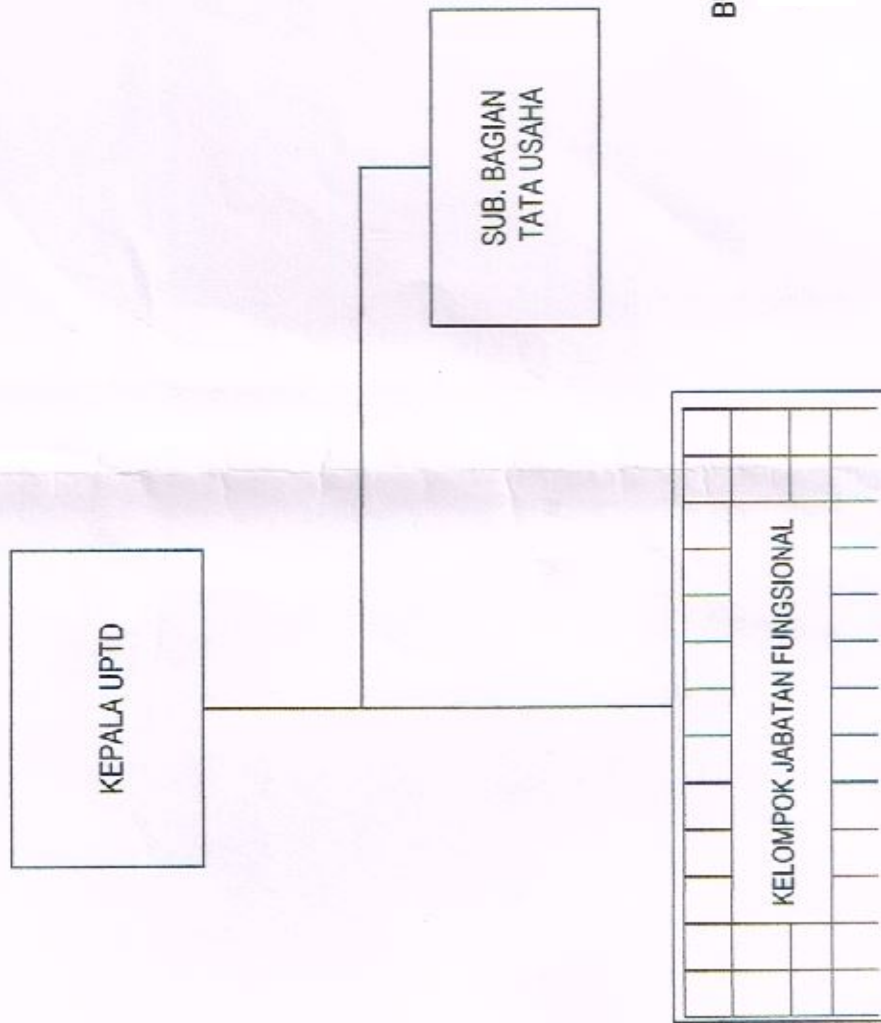 KEPALA UPTD
SUB. BAGIAN
TATA USAHA
KELOMPOK JABATAN FUNGSIONAL
B